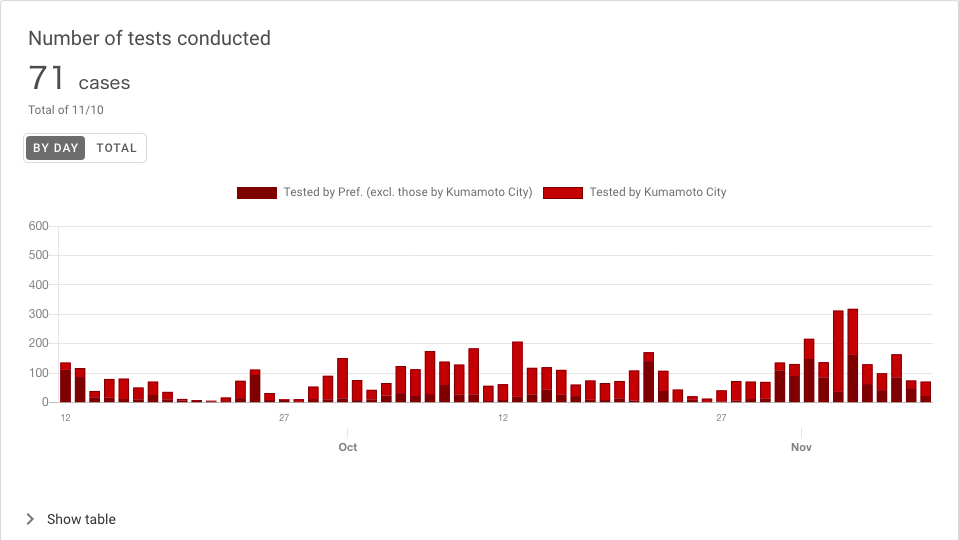 Number of tests conducted
71 cases
Total of 11/10
BY DAY TOTAL
Tested by Pref. (excl. those by Kumamoto City) Tested by Kumamoto City
600
500
400
300
200
100
0
12 27 12 27
Oct Nov
Show table